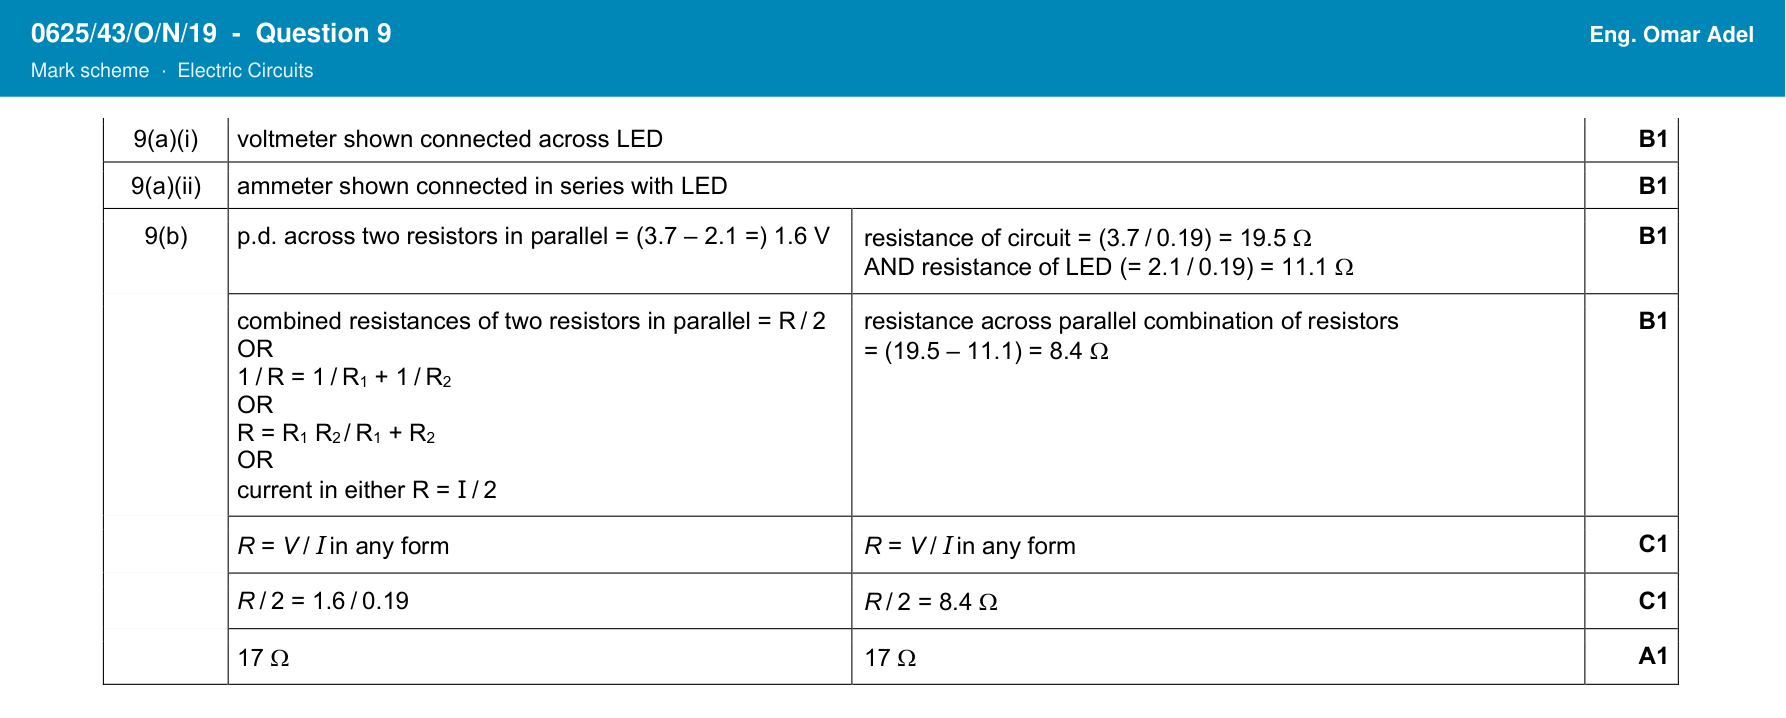 0625/43/O/N/19 - Question 9
Eng. Omar Adel
Mark scheme · Electric Circuits
9(a)(i) voltmeter shown connected across LED B1
9(a)(ii) ammeter shown connected in series with LED B1
9(b) p.d. across two resistors in parallel = (3.7 – 2.1 =) 1.6 V
resistance of circuit = (3.7 / 0.19) = 19.5 Ω
AND resistance of LED (= 2.1 / 0.19) = 11.1 Ω
B1
combined resistances of two resistors in parallel = R / 2
OR
1 / R = 1 / R₁ + 1 / R₂
OR
R = R₁ R₂ / R₁ + R₂
OR
current in either R = I / 2
resistance across parallel combination of resistors
= (19.5 – 11.1) = 8.4 Ω
B1
R = V / I in any form R = V / I in any form C1
R / 2 = 1.6 / 0.19 R / 2 = 8.4 Ω C1
17 Ω 17 Ω A1